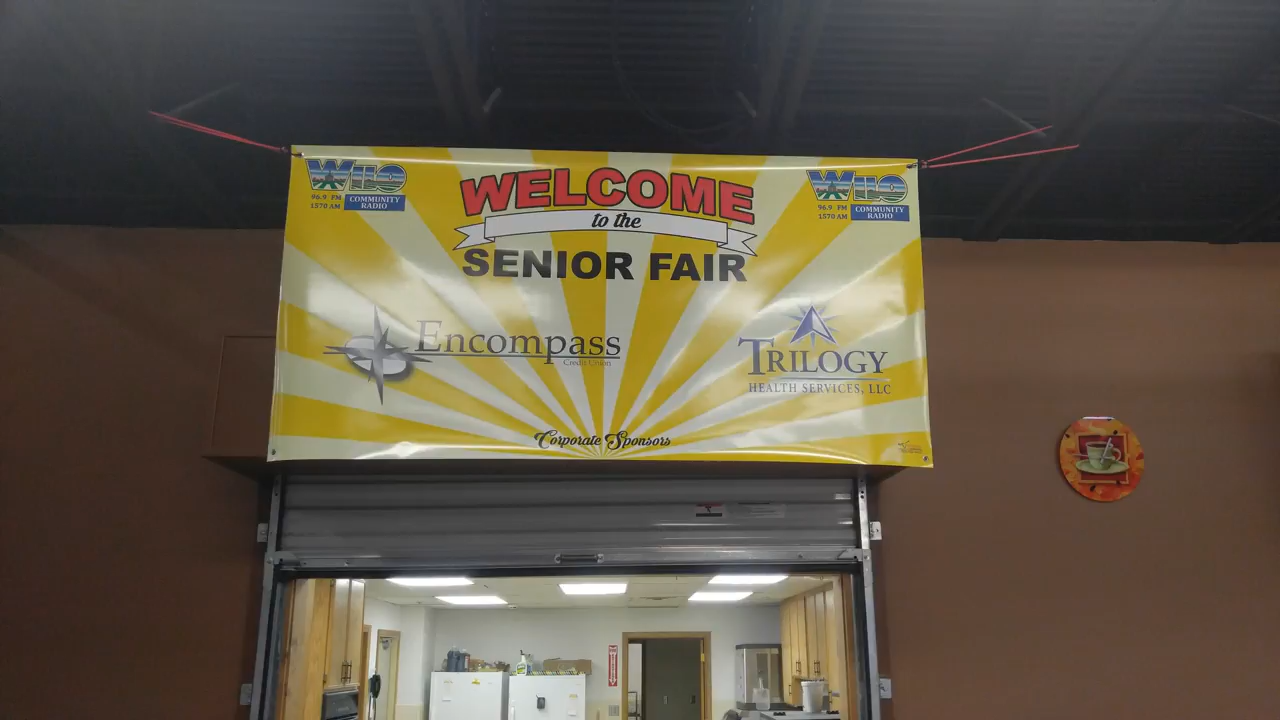 WILO
96.9 FM
1570 AM
COMMUNITY
RADIO
WELCOME
to the
SENIOR FAIR
WILO
96.9 FM
1570 AM
COMMUNITY
RADIO
Encompass
Credit Union
TRILOGY
HEALTH SERVICES, LLC
Corporate Sponsors